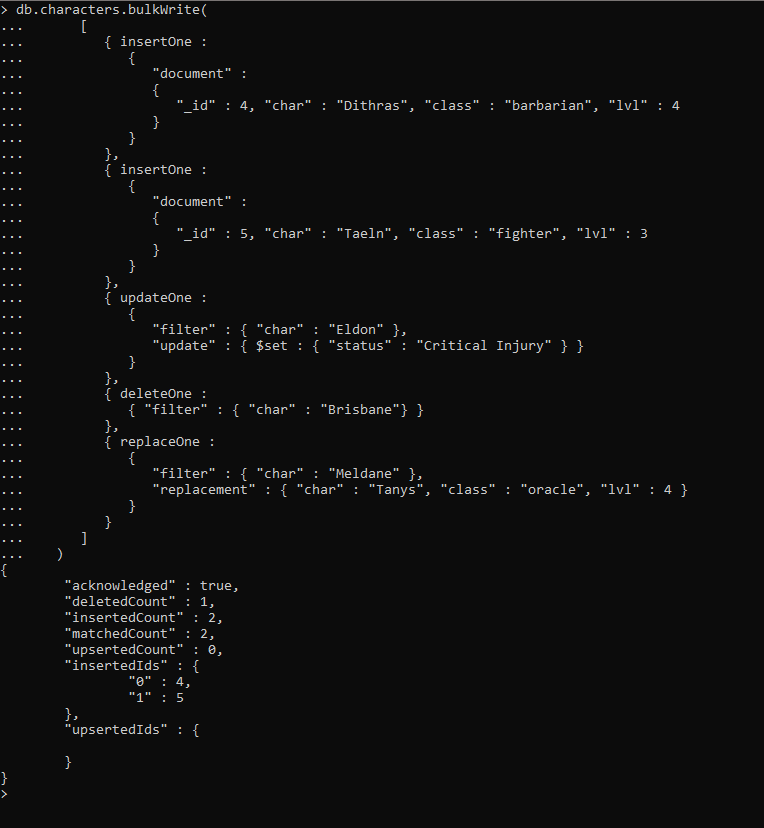 > db.characters.bulkWrite(
...       [
...          { insertOne :
...             {
...                "document" :
...                {
...                   "_id" : 4, "char" : "Dithras", "class" : "barbarian", "lvl" : 4
...                }
...             }
...          },
...          { insertOne :
...             {
...                "document" :
...                {
...                   "_id" : 5, "char" : "Taeln", "class" : "fighter", "lvl" : 3
...                }
...             }
...          },
...          { updateOne :
...             {
...                "filter" : { "char" : "Eldon" },
...                "update" : { $set : { "status" : "Critical Injury" } }
...             }
...          },
...          { deleteOne :
...             { "filter" : { "char" : "Brisbane"} }
...          },
...          { replaceOne :
...             {
...                "filter" : { "char" : "Meldane" },
...                "replacement" : { "char" : "Tanys", "class" : "oracle", "lvl" : 4 }
...             }
...          }
...       ]
...    )
{
        "acknowledged" : true,
        "deletedCount" : 1,
        "insertedCount" : 2,
        "matchedCount" : 2,
        "upsertedCount" : 0,
        "insertedIds" : {
                "0" : 4,
                "1" : 5
        },
        "upsertedIds" : {

        }
}
>